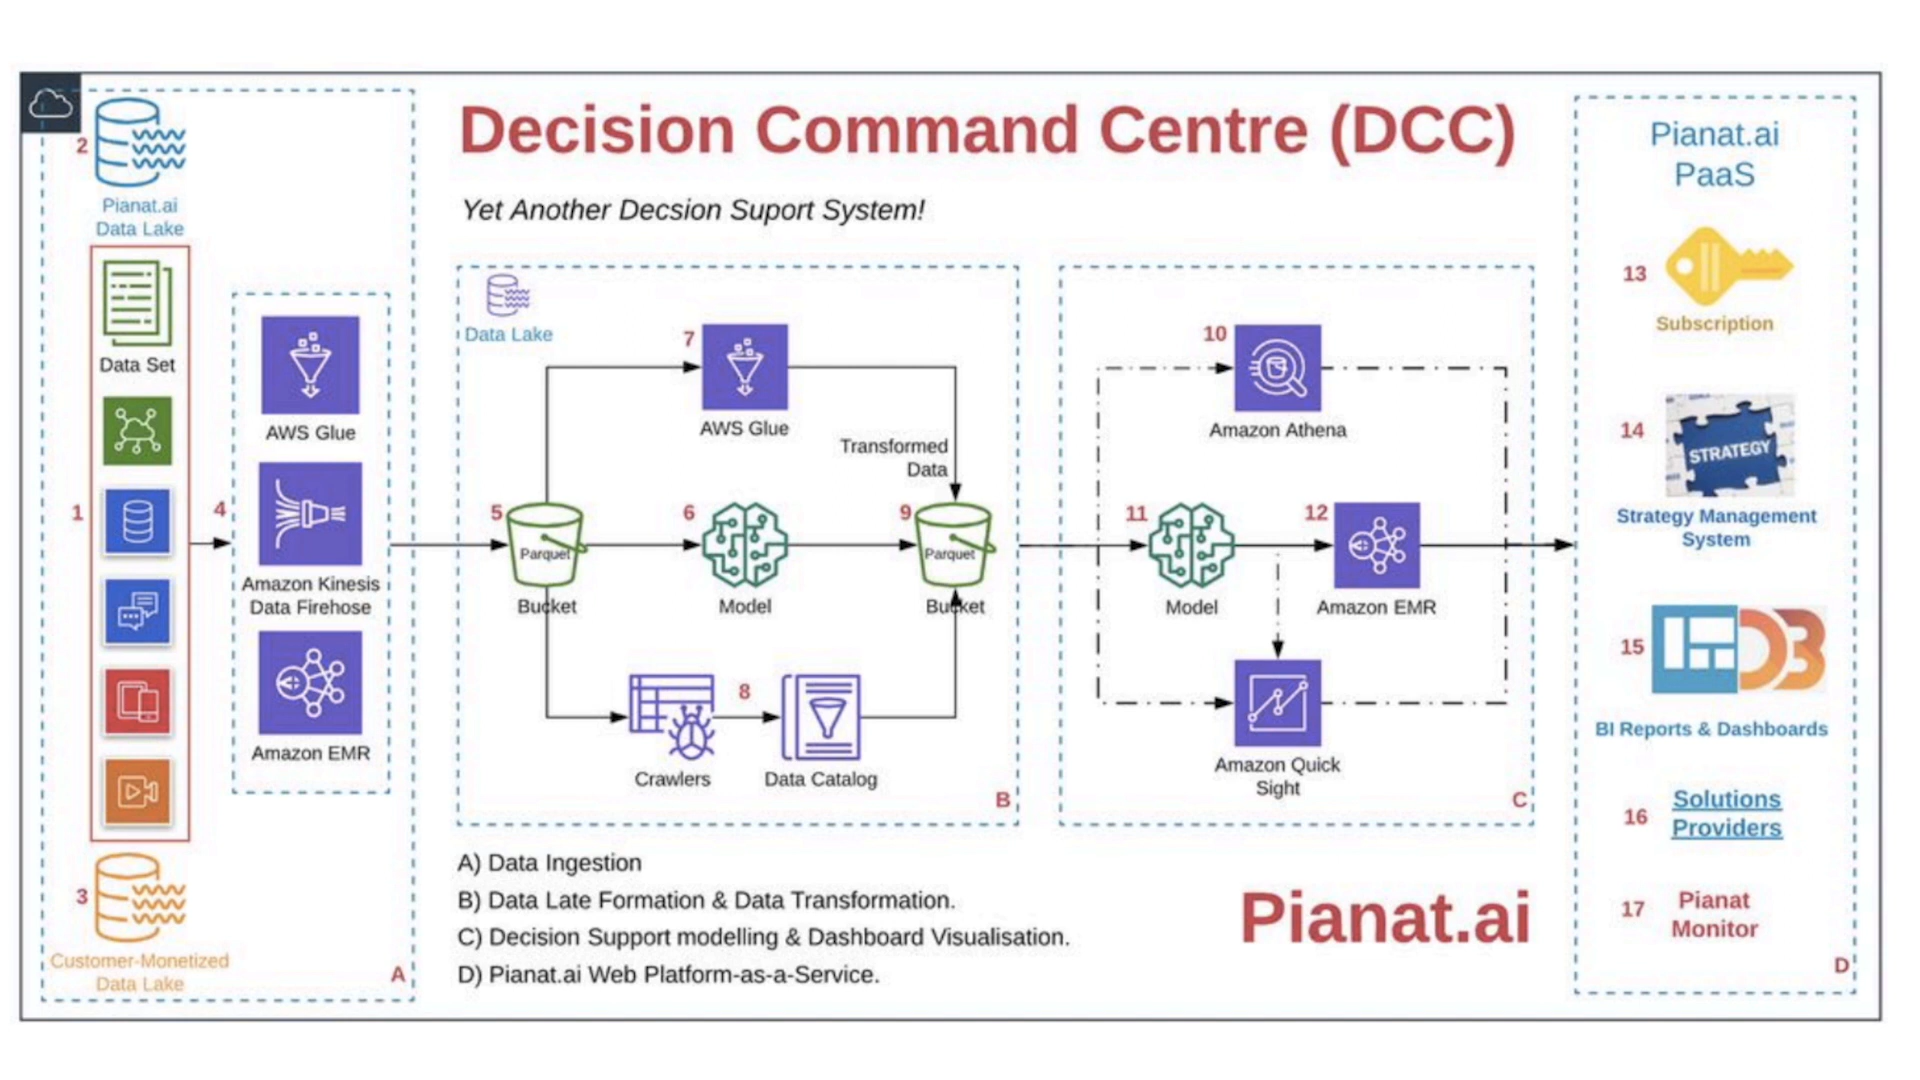 Decision Command Centre (DCC)
Yet Another Decsion Suport System!
2
Pianat.ai
Data Lake
Data Set
1
3
Customer-Monetized
Data Lake
4
AWS Glue
Amazon Kinesis
Data Firehose
Amazon EMR
A
Data Lake
5
Parquet
Bucket
7
AWS Glue
Transformed
Data
6
Model
9
Parquet
Bucket
8
Crawlers
Data Catalog
B
10
Amazon Athena
11
Model
12
Amazon EMR
Amazon Quick
Sight
C
A) Data Ingestion
B) Data Late Formation & Data Transformation.
C) Decision Support modelling & Dashboard Visualisation.
D) Pianat.ai Web Platform-as-a-Service.
Pianat.ai
Pianat.ai
PaaS
13
Subscription
14
STRATEGY
Strategy Management
System
15
BI Reports & Dashboards
16
Solutions
Providers
17
Pianat
Monitor
D